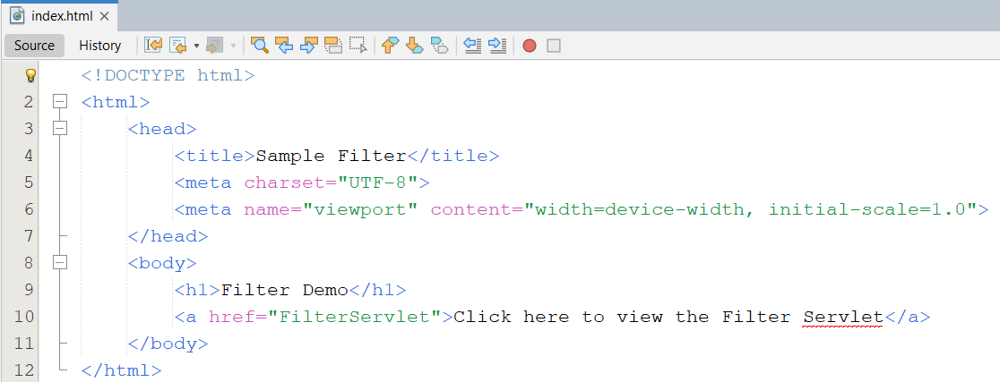 index.html
Source History
<!DOCTYPE html>
2 <html>
3 <head>
4 <title>Sample Filter</title>
5 <meta charset="UTF-8">
6 <meta name="viewport" content="width=device-width, initial-scale=1.0">
7 </head>
8 <body>
9 <h1>Filter Demo</h1>
10 <a href="FilterServlet">Click here to view the Filter Servlet</a>
11 </body>
12 </html>